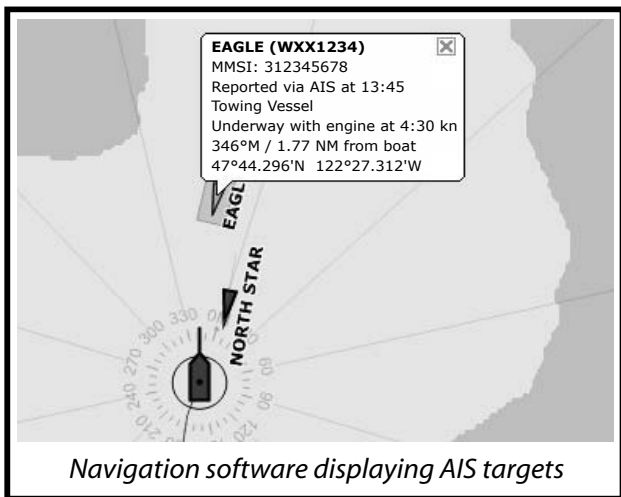 EAGLE (WXX1234)
MMSI: 312345678
Reported via AIS at 13:45
Towing Vessel
Underway with engine at 4:30 kn
346°M / 1.77 NM from boat
47°44.296'N 122°27.312'W
EAGL
NORTH STAR
240
270
300
330
60
90
120
Navigation software displaying AIS targets